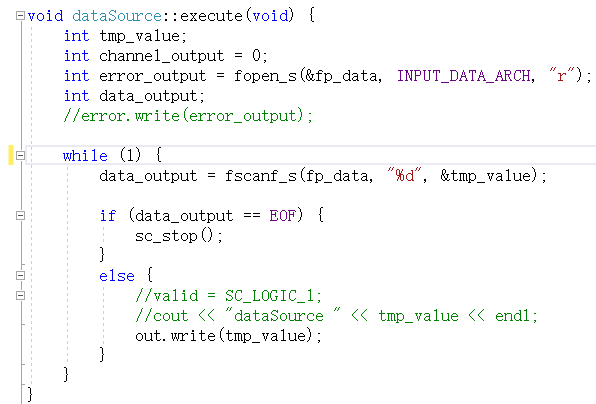 void dataSource::execute(void) {
    int tmp_value;
    int channel_output = 0;
    int error_output = fopen_s(&fp_data, INPUT_DATA_ARCH, "r");
    int data_output;
    //error.write(error_output);

    while (1) {
        data_output = fscanf_s(fp_data, "%d", &tmp_value);

        if (data_output == EOF) {
            sc_stop();
        }
        else {
            //valid = SC_LOGIC_1;
            //cout << "dataSource " << tmp_value << endl;
            out.write(tmp_value);
        }
    }
}